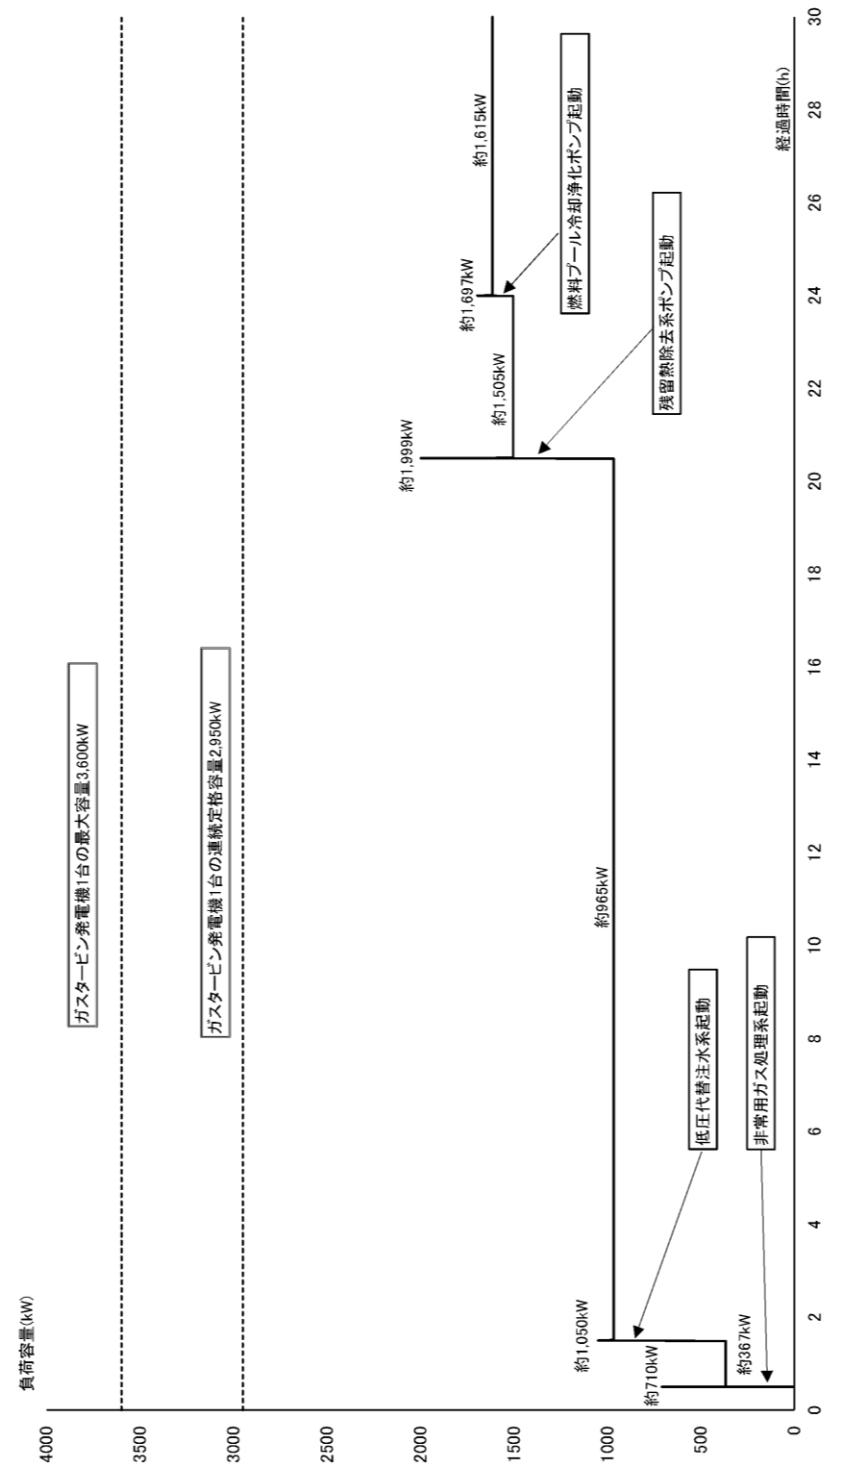 負荷容量(kW)
4000
3500
3000
2500
2000
1500
1000
500
0
ガスタービン発電機1台の最大容量3,600kW
ガスタービン発電機1台の連続定格容量2,950kW
約710kW
約367kW
約1,050kW
約965kW
約1,999kW
約1,505kW
約1,697kW
約1,615kW
非常用ガス処理系起動
低圧代替注水系起動
残留熱除去系ポンプ起動
燃料プール冷却浄化ポンプ起動
0
2
4
6
8
10
12
14
16
18
20
22
24
26
28
30
経過時間(h)